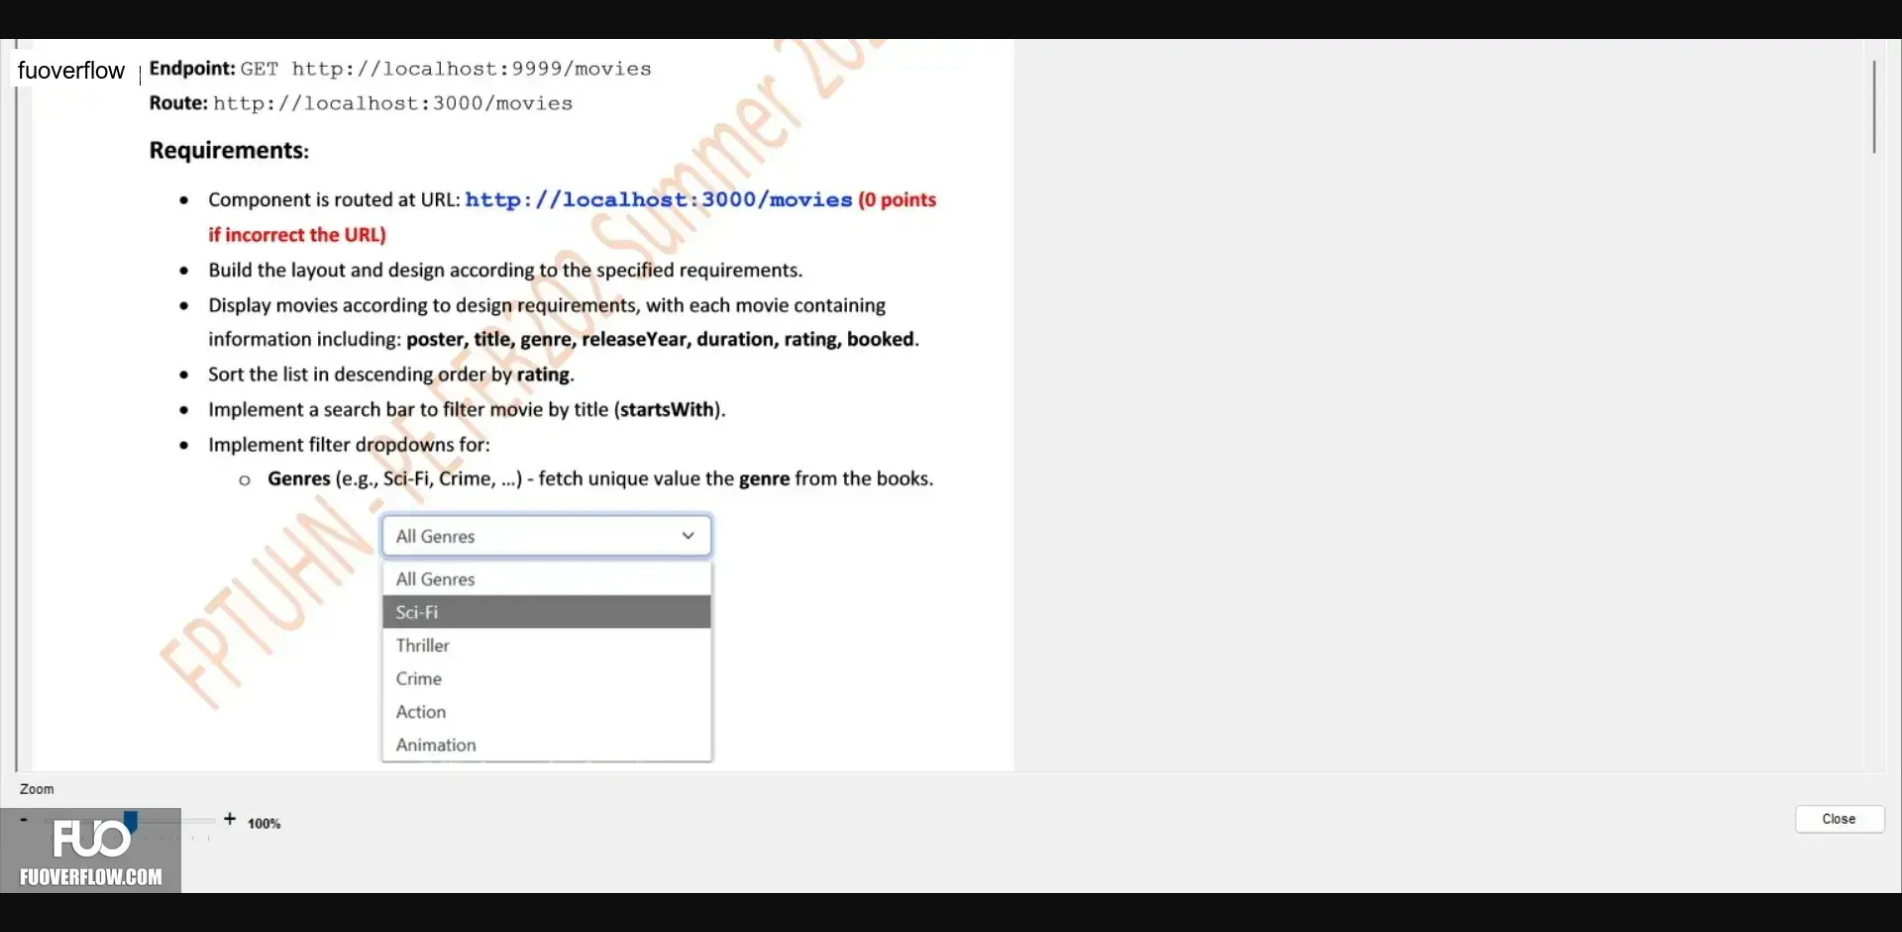 fuoverflow
Endpoint: GET http://localhost:9999/movies
Route: http://localhost:3000/movies
Requirements:
• Component is routed at URL: http://localhost:3000/movies (0 points
if incorrect the URL)
• Build the layout and design according to the specified requirements.
• Display movies according to design requirements, with each movie containing
information including: poster, title, genre, releaseYear, duration, rating, booked.
• Sort the list in descending order by rating.
• Implement a search bar to filter movie by title (startsWith).
• Implement filter dropdowns for:
o Genres (e.g., Sci-Fi, Crime, ...) - fetch unique value the genre from the books.
All Genres
All Genres
Sci-Fi
Thriller
Crime
Action
Animation
FPTUHN - PE FER202 Summer
Zoom
- + 100%
Close
FUO
FUOVERFLOW.COM